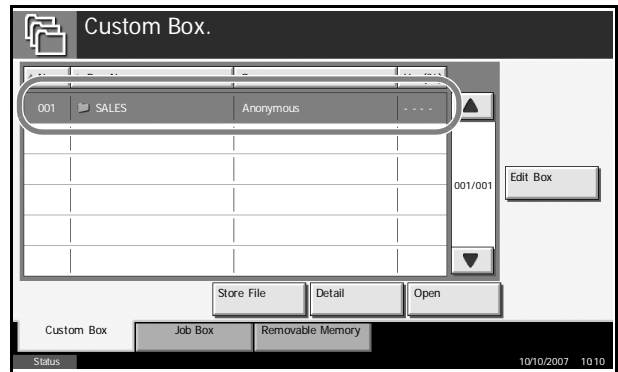 Custom Box.
001 SALES Anonymous - - - -
001/001
Edit Box
Store File Detail Open
Custom Box Job Box Removable Memory
Status 10/10/2007 10:10